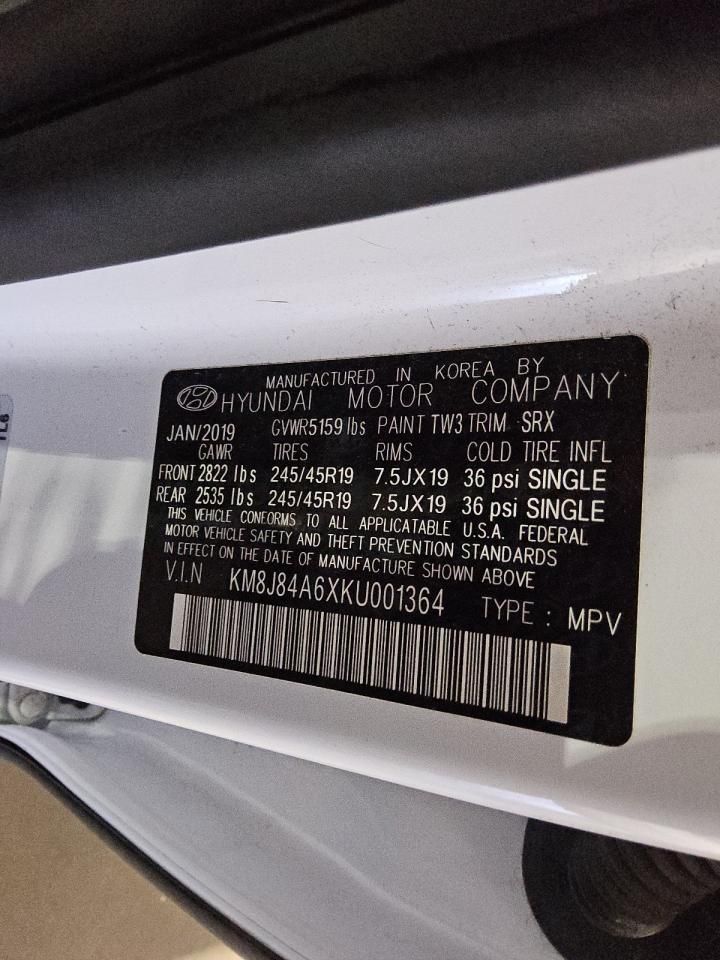 MANUFACTURED IN KOREA BY
HYUNDAI MOTOR COMPANY
JAN/2019 GVWR5159 lbs PAINT TW3 TRIM SRX
GAWR TIRES RIMS COLD TIRE INFL
FRONT 2822 lbs 245/45R19 7.5JX19 36 psi SINGLE
REAR 2535 lbs 245/45R19 7.5JX19 36 psi SINGLE
THIS VEHICLE CONFORMS TO ALL APPLICATABLE U.S.A. FEDERAL
MOTOR VEHICLE SAFETY AND THEFT PREVENTION STANDARDS
IN EFFECT ON THE DATE OF MANUFACTURE SHOWN ABOVE
V.I.N KM8J84A6XKU001364 TYPE : MPV